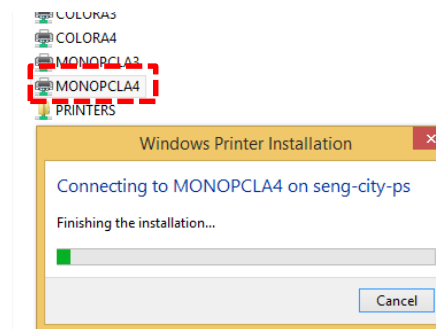 COLORA3
COLORA4
MONOPCLA3
MONOPCLA4
PRINTERS
Windows Printer Installation
Connecting to MONOPCLA4 on seng-city-ps
Finishing the installation...
Cancel